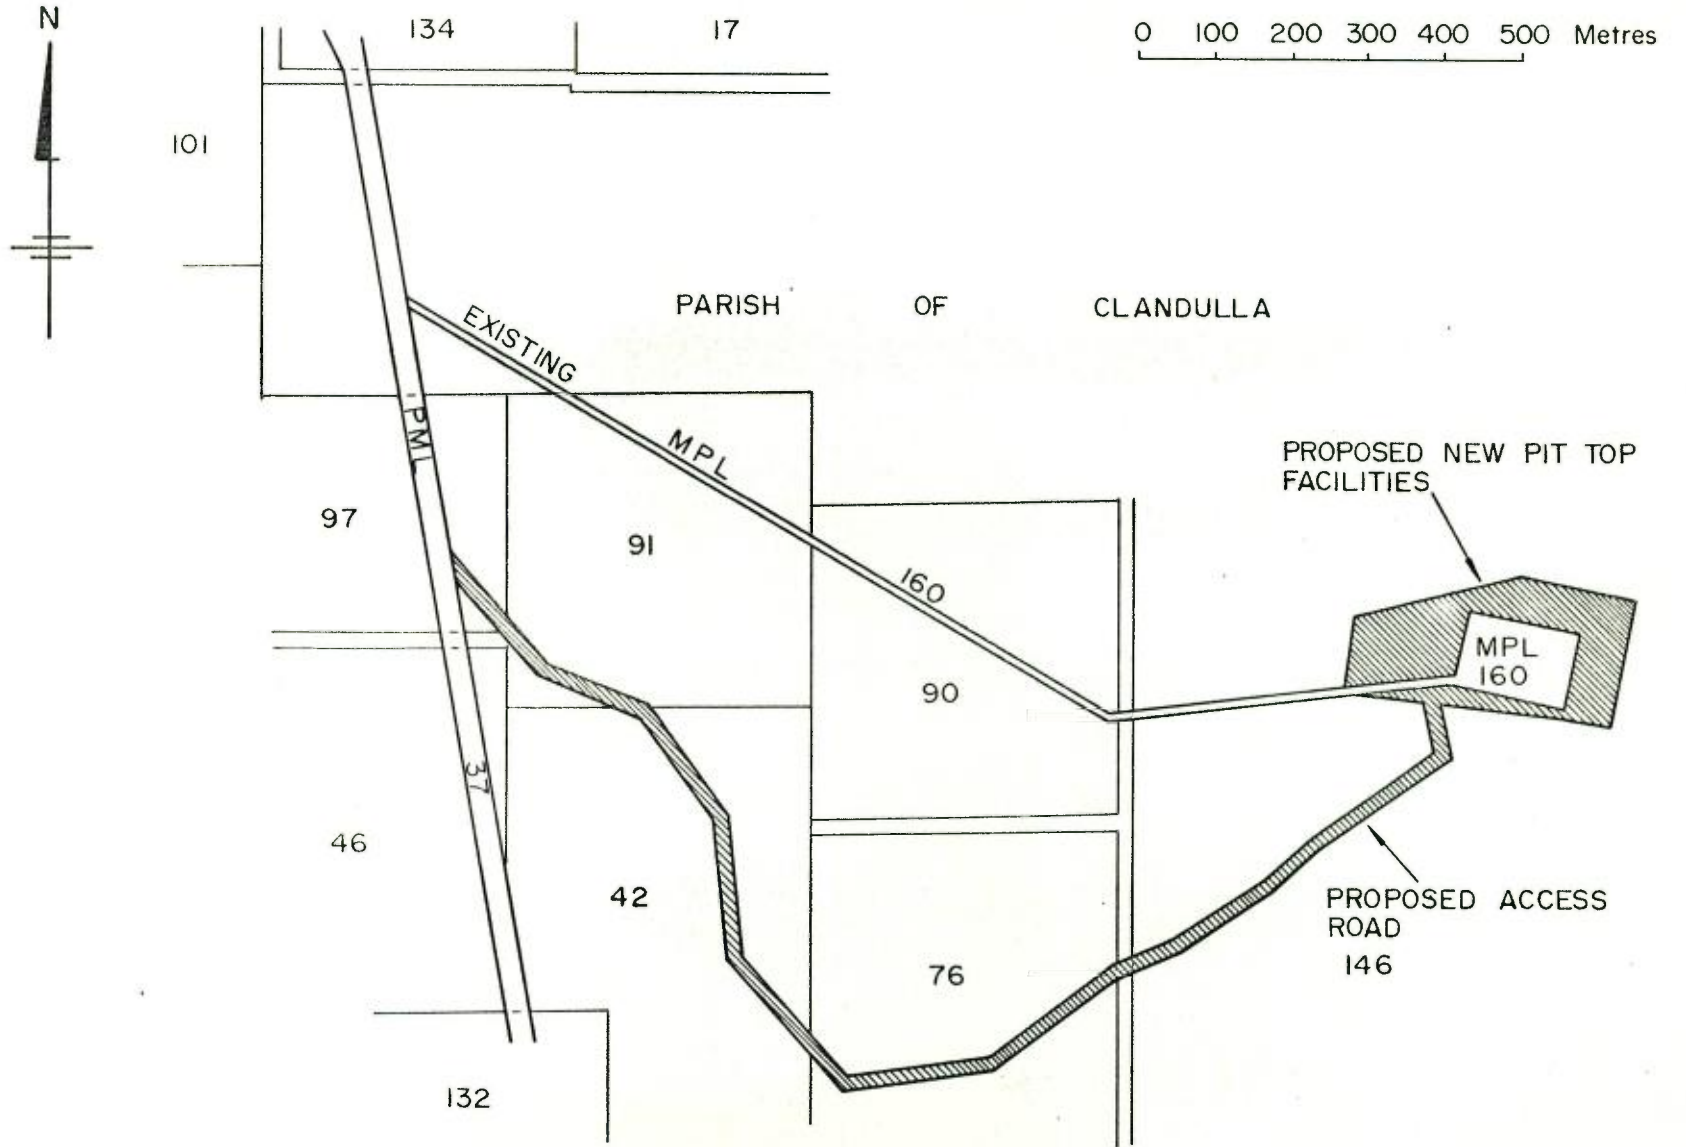 N
134
17
0 100 200 300 400 500 Metres
101
PARISH OF CLANDULLA
EXISTING
MPL
160
PML
37
PROPOSED NEW PIT TOP
FACILITIES
97
91
MPL
160
90
46
42
PROPOSED ACCESS
ROAD
146
76
132